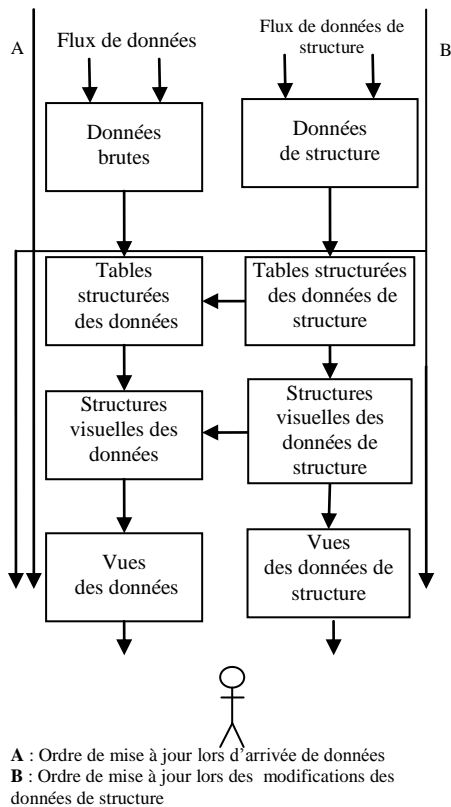 A
Flux de données
Flux de données de
structure
B
Données
brutes
Données
de structure
Tables
structurées
des données
Tables structurées
des données de
structure
Structures
visuelles des
données
Structures
visuelles des
données de
structure
Vues
des données
Vues
des données de
structure
A : Ordre de mise à jour lors d'arrivée de données
B : Ordre de mise à jour lors des modifications des
données de structure